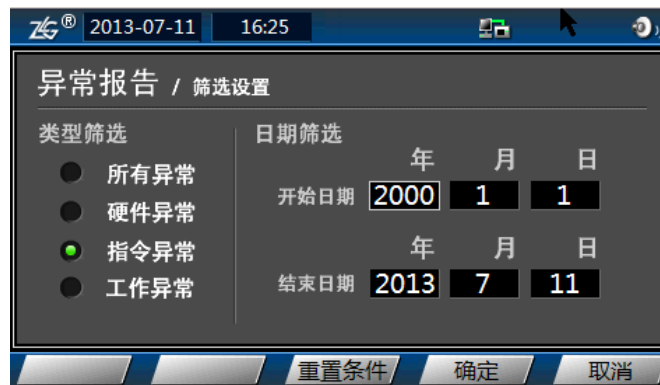 ZLG® 2013-07-11 16:25
异常报告 / 筛选设置
类型筛选
所有异常
硬件异常
指令异常
工作异常
日期筛选
年 月 日
开始日期 2000 1 1
年 月 日
结束日期 2013 7 11
重置条件 确定 取消